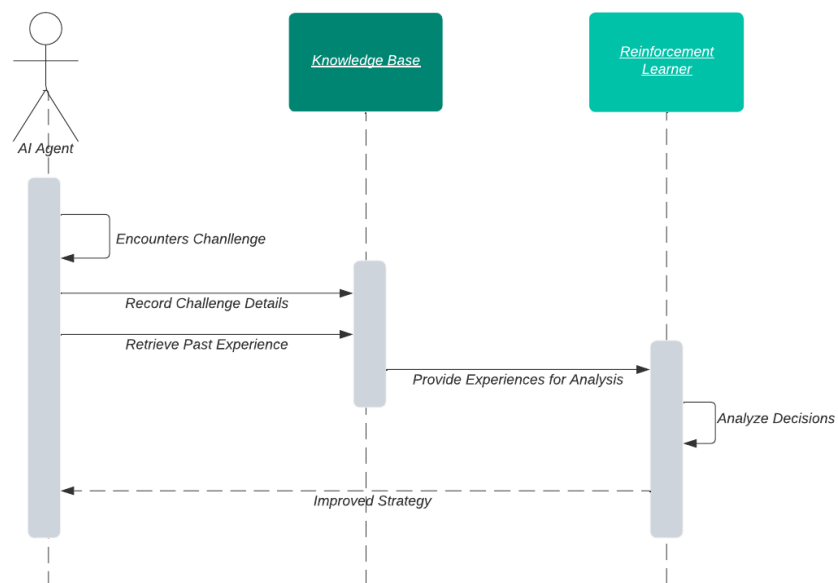 Knowledge Base
Reinforcement
Learner
AI Agent
Encounters Chanllenge
Record Challenge Details
Retrieve Past Experience
Provide Experiences for Analysis
Analyze Decisions
Improved Strategy